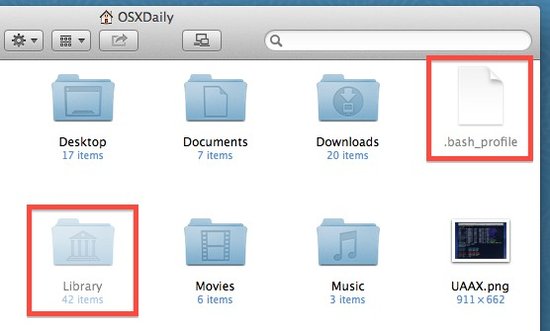 OSXDaily
Desktop
17 items
Documents
7 items
Downloads
20 items
.bash_profile
Library
42 items
Movies
6 items
Music
3 items
UAAX.png
911×662